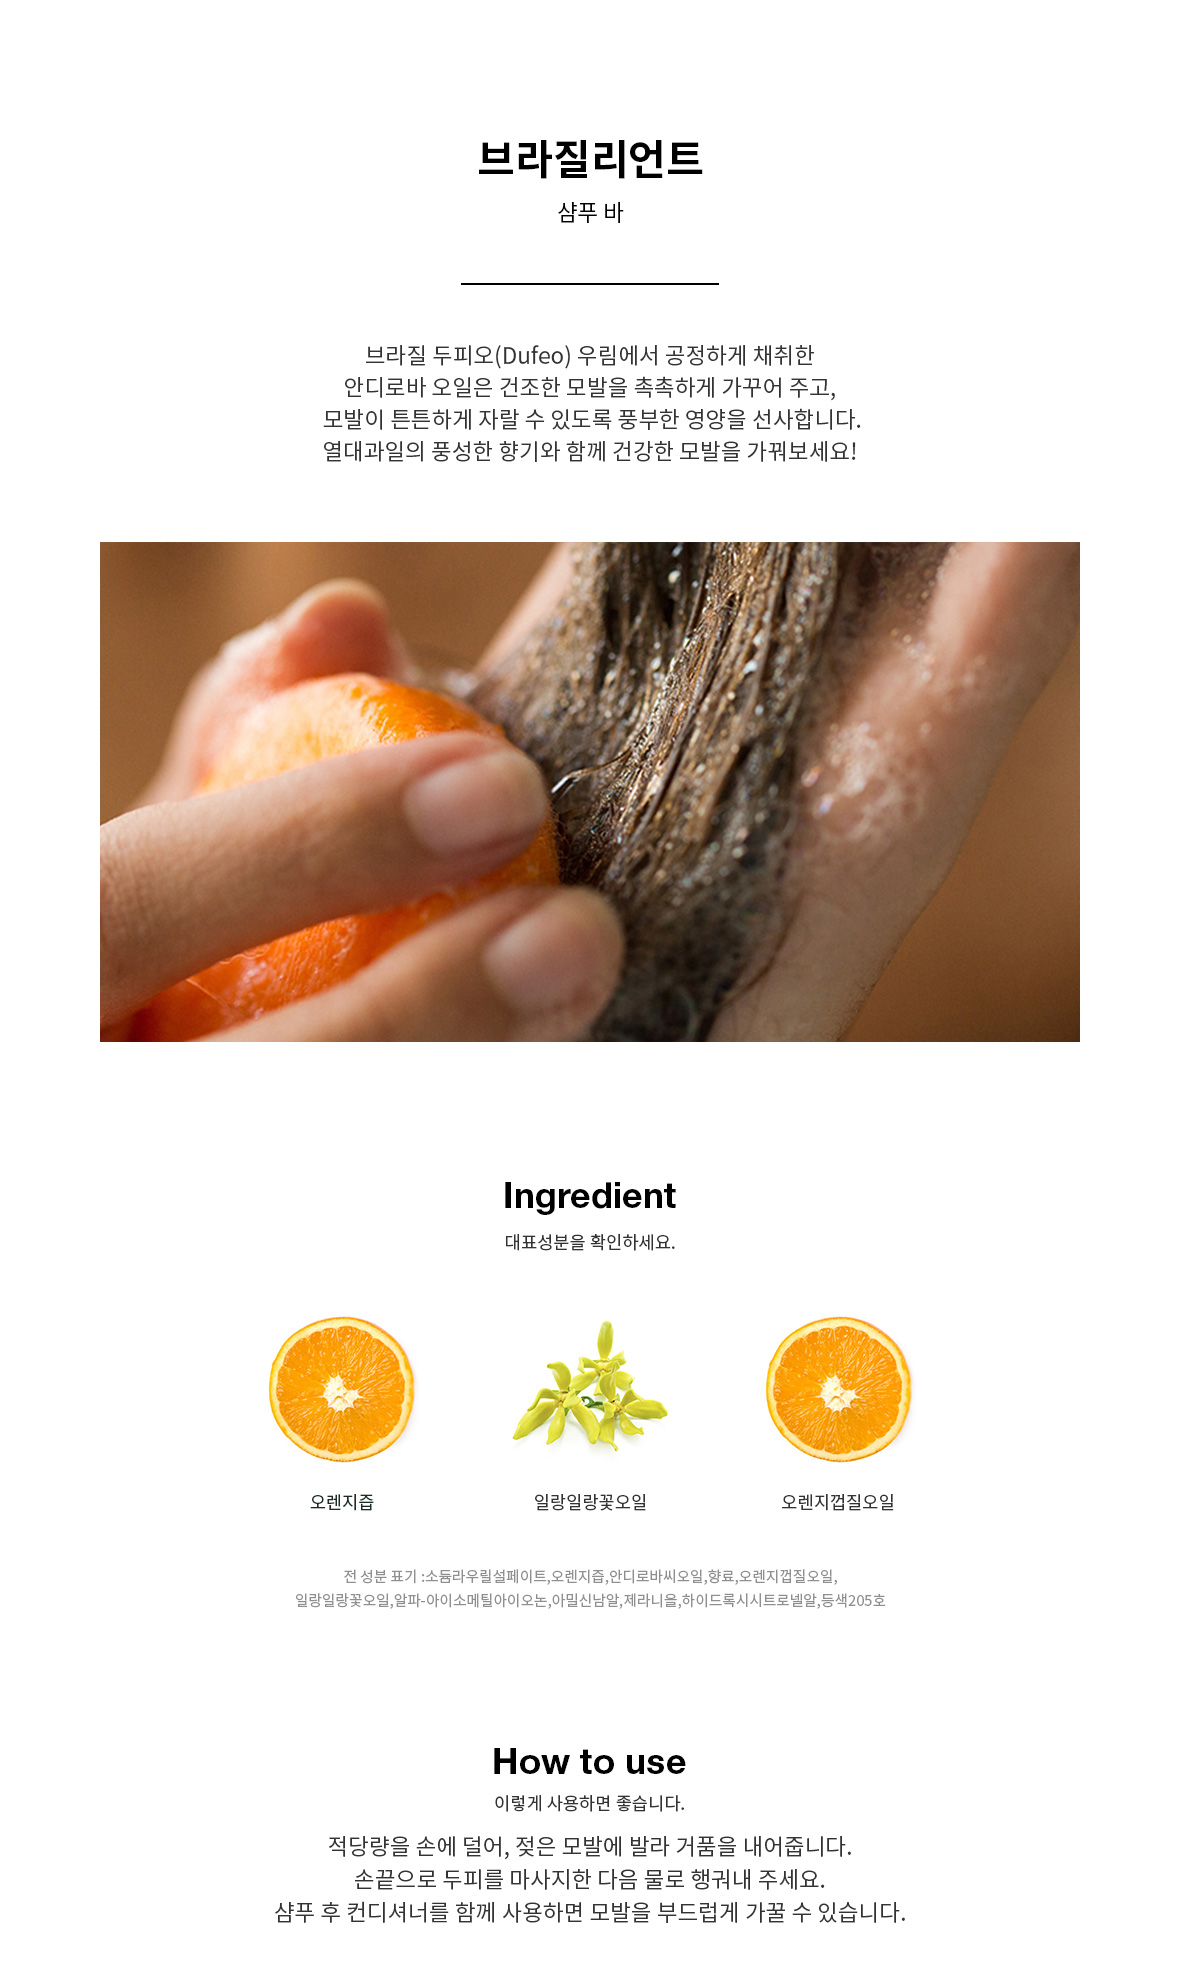 브라질리언트
샴푸 바
브라질 두피오(Dufeo) 우림에서 공정하게 채취한
안디로바 오일은 건조한 모발을 촉촉하게 가꾸어 주고,
모발이 튼튼하게 자랄 수 있도록 풍부한 영양을 선사합니다.
열대과일의 풍성한 향기와 함께 건강한 모발을 가꿔보세요!
Ingredient
대표성분을 확인하세요.
오렌지즙
일랑일랑꽃오일
오렌지껍질오일
전 성분 표기 :소듐라우릴설페이트,오렌지즙,안디로바씨오일,향료,오렌지껍질오일,
일랑일랑꽃오일,알파-아이소메틸아이오논,아밀신남알,제라니올,하이드록시시트로넬알,등색205호
How to use
이렇게 사용하면 좋습니다.
적당량을 손에 덜어, 젖은 모발에 발라 거품을 내어줍니다.
손끝으로 두피를 마사지한 다음 물로 행궈내 주세요.
샴푸 후 컨디셔너를 함께 사용하면 모발을 부드럽게 가꿀 수 있습니다.